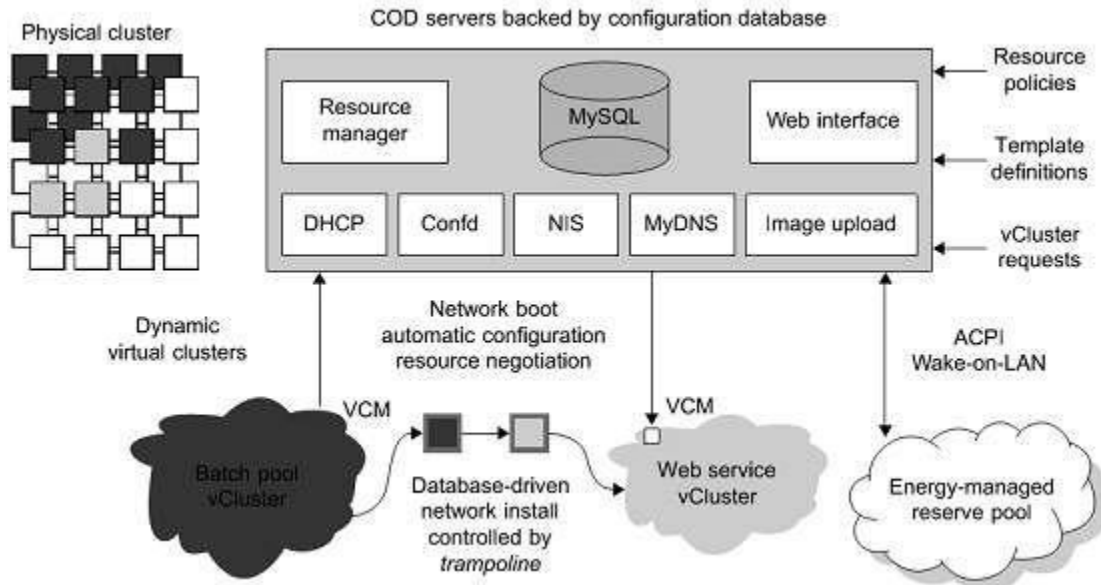 COD servers backed by configuration database
Physical cluster
Resource
manager
MySQL
Web interface
DHCP
Confd
NIS
MyDNS
Image upload
Resource
policies
Template
definitions
vCluster
requests
Dynamic
virtual clusters
Network boot
automatic configuration
resource negotiation
ACPI
Wake-on-LAN
VCM
VCM
Batch pool
vCluster
Database-driven
network install
controlled by
trampoline
Web service
vCluster
Energy-managed
reserve pool